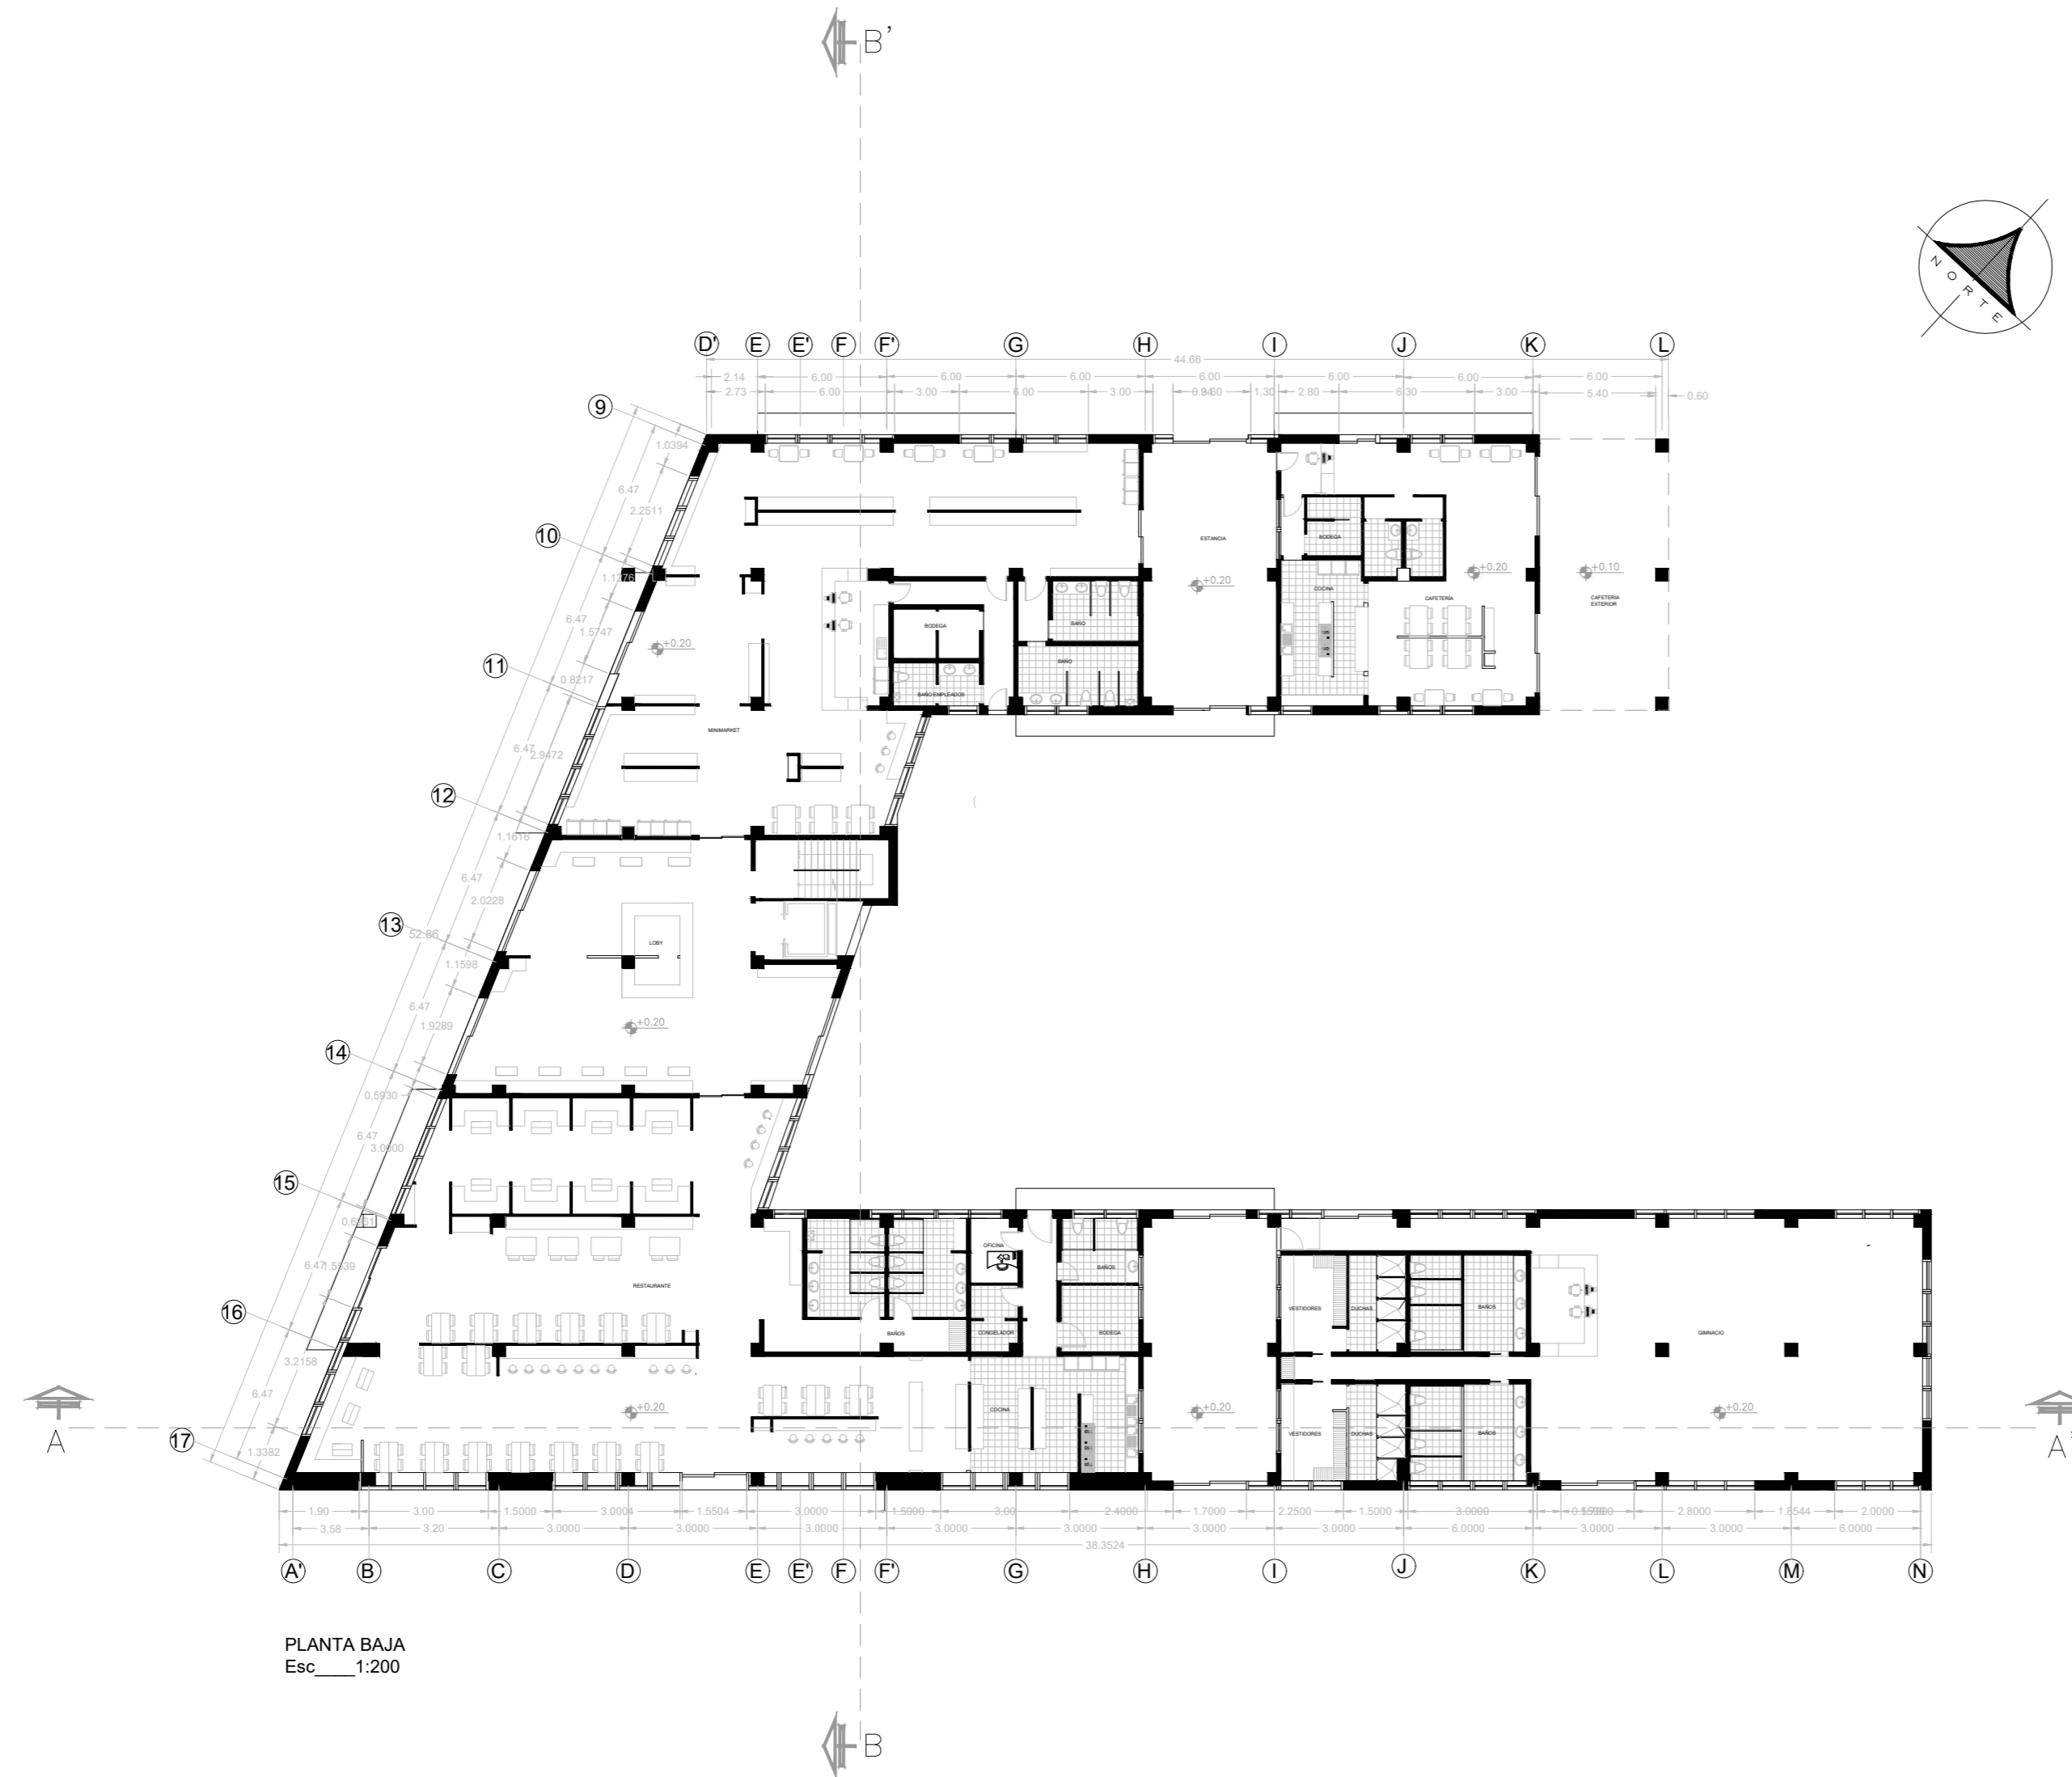 B’
NORTE
D' E E' F F' G H I J K L
44.66
2.14 6.00 6.00 6.00 6.00 6.00 6.00 6.00
2.73 6.00 3.00 6.00 3.00 1.30 2.80 6.30 3.00 5.40 0.60
9
1.0394
6.47
2.2511
10
1.1276
6.47
1.5747
11
0.8217
6.47
2.9472
12
1.1616
6.47
2.0228
13
52.86
1.1598
6.47
1.9289
14
0.5930
6.47
3.0000
15
6.47
1.5539
16
3.2158
6.47
17
1.3382
ESTANCIA
+0.20
BODEGA
+0.20
+0.10
COCINA
CAFETERÍA
CAFETERÍA
EXTERIOR
BODEGA
BAÑO
+0.20
BAÑO
BAÑO EMPLEADOS
MINIMARKET
LOBY
+0.20
OFICINA
BAÑOS
RESTAURANTE
VESTIDORES
DUCHAS
BAÑOS
BAÑOS
CONGELADOR
BODEGA
GIMNACIO
COCINA
+0.20
+0.20
+0.20
VESTIDORES
DUCHAS
BAÑOS
A
A'
1.90 3.00 1.5000 3.0004 1.5504 3.0000 1.5000 3.00 2.4000 1.7000 2.2500 1.5000 3.0000 2.8000 1.8544 2.0000
3.58 3.20 3.0000 3.0000 3.0000 3.0000 3.0000 3.0000 3.0000 6.0000 3.0000 3.0000 6.0000
38.3524
A' B C D E E' F F' G H I J K L M N
PLANTA BAJA
Esc____1:200
B